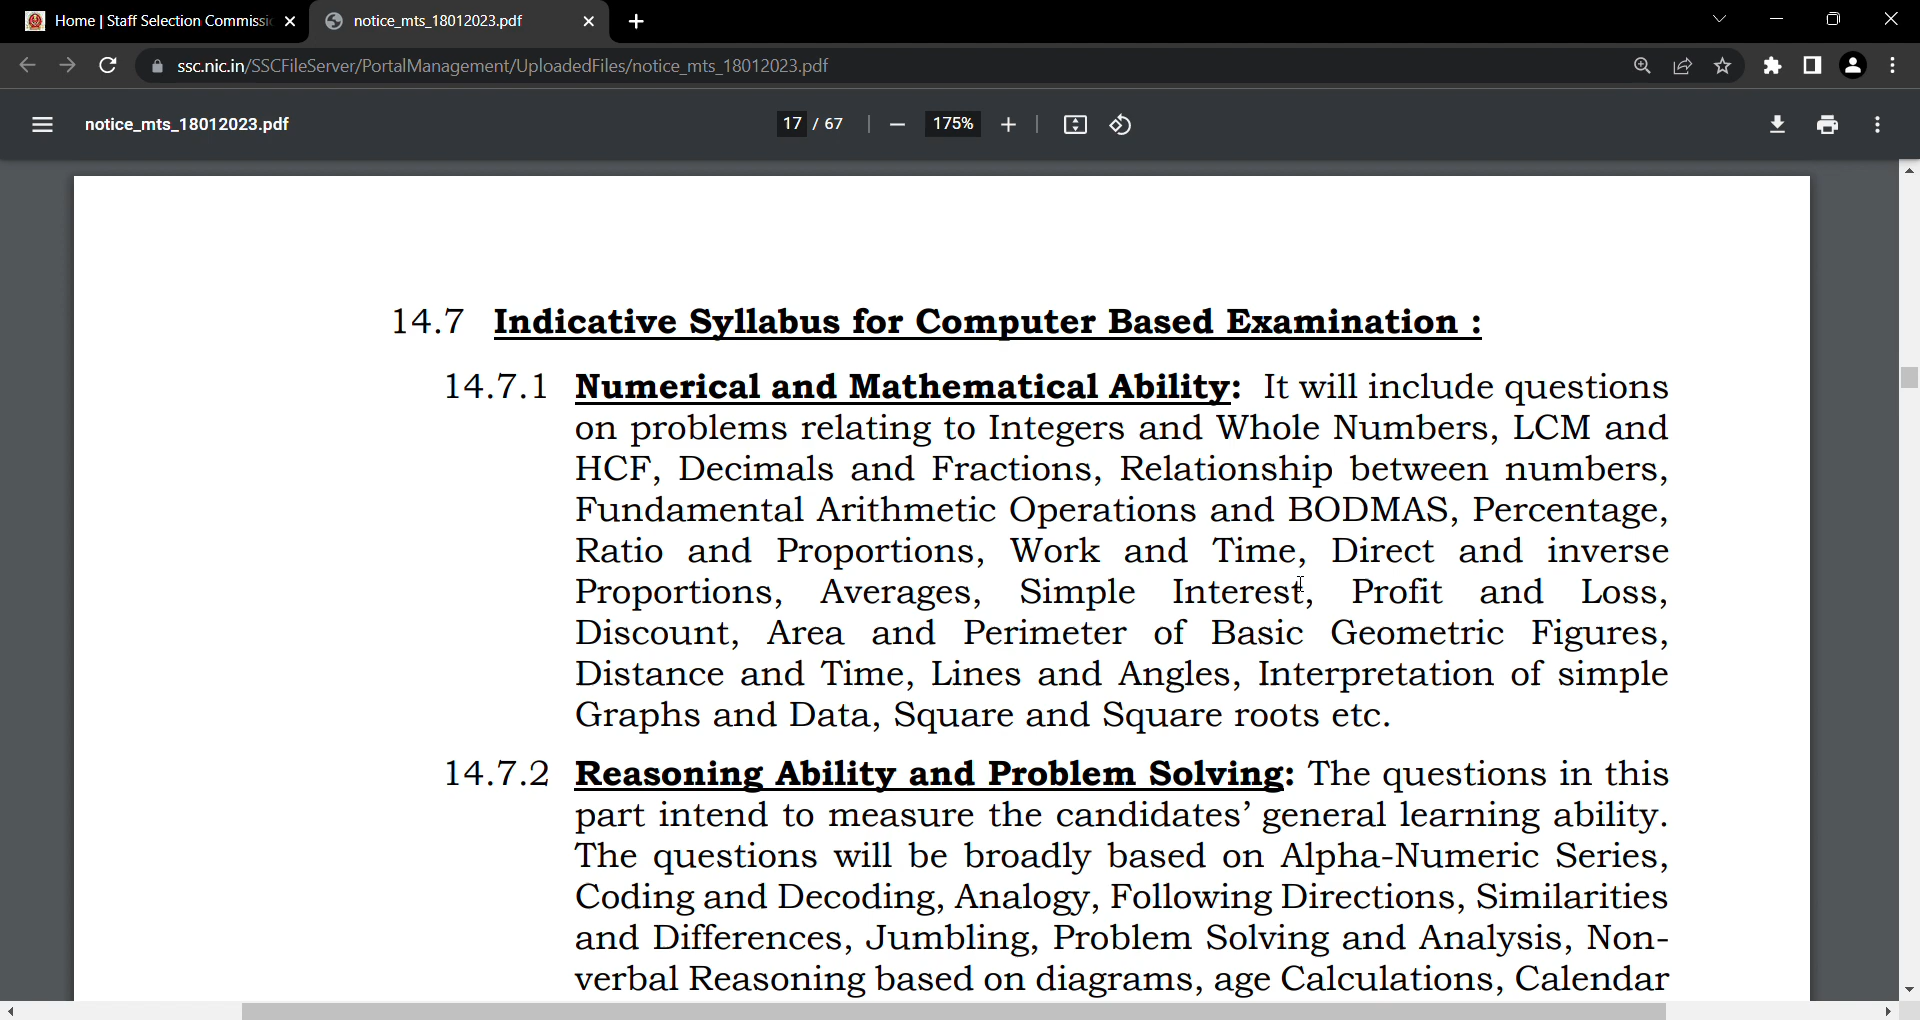 Home | Staff Selection Commissi
notice_mts_18012023.pdf
ssc.nic.in/SSCFileServer/PortalManagement/UploadedFiles/notice_mts_18012023.pdf
notice_mts_18012023.pdf
17 / 67
175%
14.7 Indicative Syllabus for Computer Based Examination :
14.7.1 Numerical and Mathematical Ability: It will include questions
on problems relating to Integers and Whole Numbers, LCM and
HCF, Decimals and Fractions, Relationship between numbers,
Fundamental Arithmetic Operations and BODMAS, Percentage,
Ratio and Proportions, Work and Time, Direct and inverse
Proportions, Averages, Simple Interest, Profit and Loss,
Discount, Area and Perimeter of Basic Geometric Figures,
Distance and Time, Lines and Angles, Interpretation of simple
Graphs and Data, Square and Square roots etc.
14.7.2 Reasoning Ability and Problem Solving: The questions in this
part intend to measure the candidates’ general learning ability.
The questions will be broadly based on Alpha-Numeric Series,
Coding and Decoding, Analogy, Following Directions, Similarities
and Differences, Jumbling, Problem Solving and Analysis, Non-
verbal Reasoning based on diagrams, age Calculations, Calendar